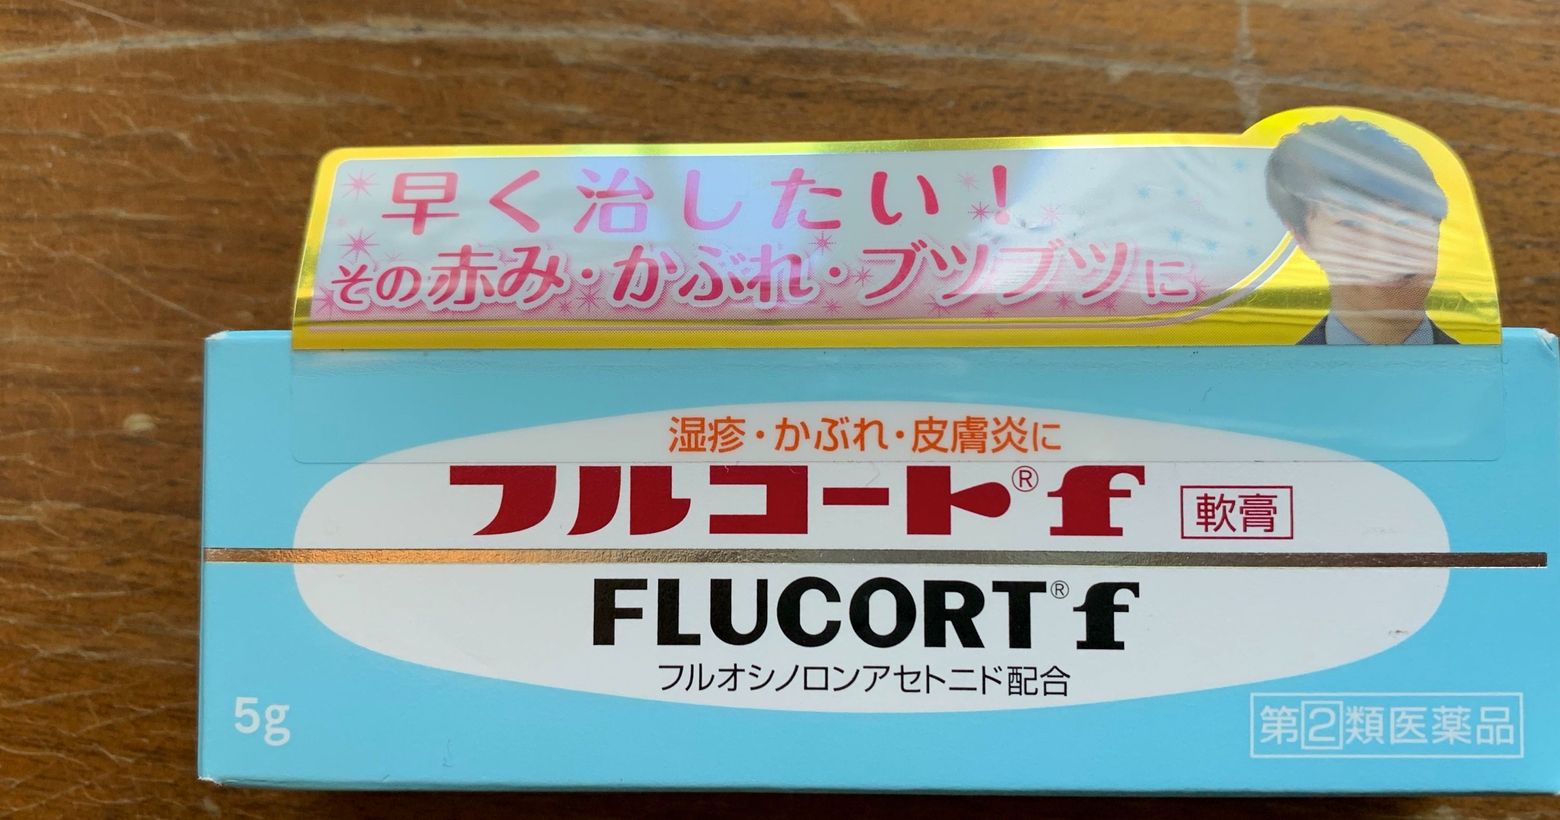 早く治したい!
その赤み・かぶれ・ブツブツに
湿疹・かぶれ・皮膚炎に
フルコート®f 軟膏
FLUCORT®f
フルオシノロンアセトニド配合
5g
第②類医薬品